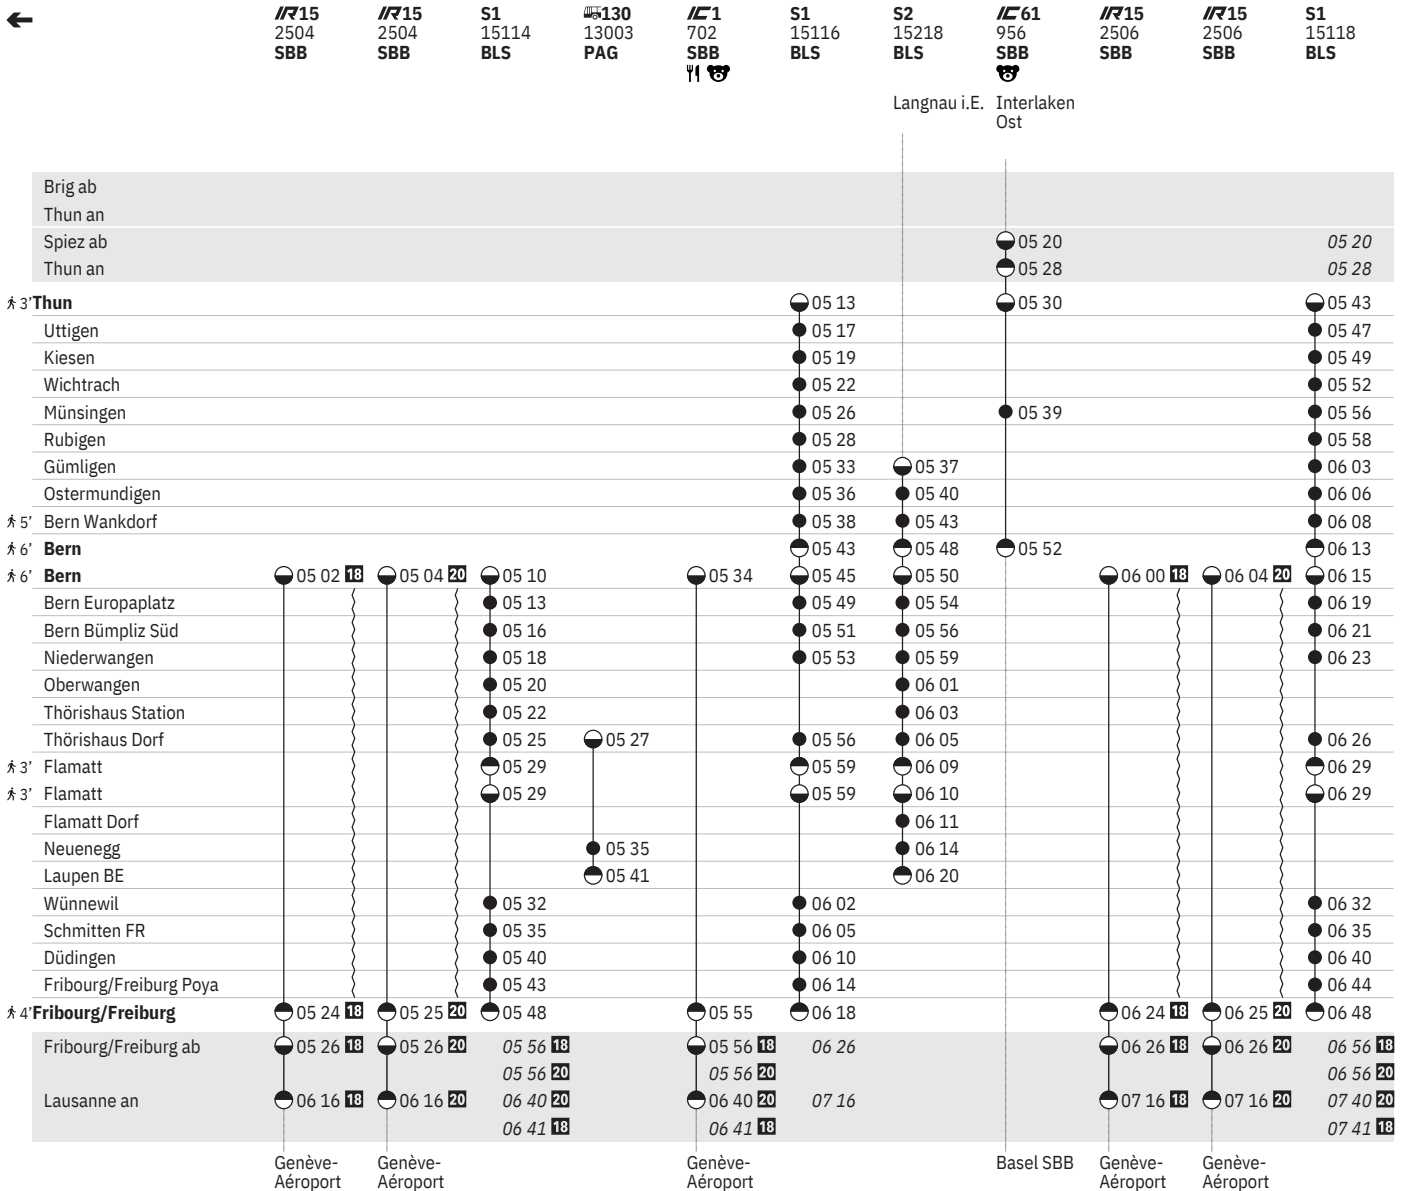 IR15 IR15 S1 130 IC1 S1 S2 IC61 IR15 IR15 S1
2504 2504 15114 13003 702 15116 15218 956 2506 2506 15118
SBB SBB BLS PAG SBB BLS BLS SBB SBB SBB BLS
Langnau i.E. Interlaken
Ost
Brig ab
Thun an
Spiez ab 05 20 05 20
Thun an 05 28 05 28
3' Thun 05 13 05 30 05 43
Uttigen 05 17 05 47
Kiesen 05 19 05 49
Wichtrach 05 22 05 52
Münsingen 05 26 05 39 05 56
Rubigen 05 28 05 58
Gümligen 05 33 05 37 06 03
Ostermundigen 05 36 05 40 06 06
5' Bern Wankdorf 05 38 05 43 06 08
6' Bern 05 43 05 48 05 52 06 13
6' Bern 05 02 18 05 04 20 05 10 05 34 05 45 05 50 06 00 18 06 04 20 06 15
Bern Europaplatz 05 13 05 49 05 54 06 19
Bern Bümpliz Süd 05 16 05 51 05 56 06 21
Niederwangen 05 18 05 53 05 59 06 23
Oberwangen 05 20 06 01
Thörishaus Station 05 22 06 03
Thörishaus Dorf 05 25 05 27 05 56 06 05 06 26
3' Flamatt 05 29 05 59 06 09 06 29
3' Flamatt 05 29 05 59 06 10 06 29
Flamatt Dorf 06 11
Neuenegg 05 35 06 14
Laupen BE 05 41 06 20
Wünnewil 05 32 06 02 06 32
Schmitten FR 05 35 06 05 06 35
Düdingen 05 40 06 10 06 40
Fribourg/Freiburg Poya 05 43 06 14 06 44
4' Fribourg/Freiburg 05 24 18 05 25 20 05 48 05 55 06 18 06 24 18 06 25 20 06 48
Fribourg/Freiburg ab 05 26 18 05 26 20 05 56 18 05 56 18 06 26 06 26 18 06 26 20 06 56 18
05 56 20 05 56 20 06 56 20
Lausanne an 06 16 18 06 16 20 06 40 20 06 40 20 07 16 07 16 18 07 16 20 07 40 20
06 41 18 06 41 18 07 41 18
Genève- Genève- Genève- Basel SBB Genève- Genève-
Aéroport Aéroport Aéroport Aéroport Aéroport